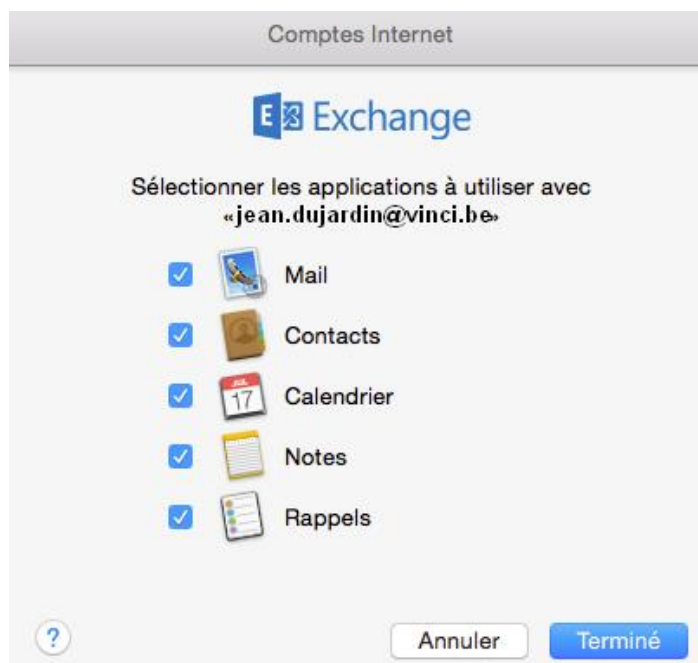 Comptes Internet
E Exchange
Sélectionner les applications à utiliser avec
«jean.dujardin@vinci.be»
Mail
Contacts
JUL
17
Calendrier
Notes
Rappels
?
Annuler
Terminé